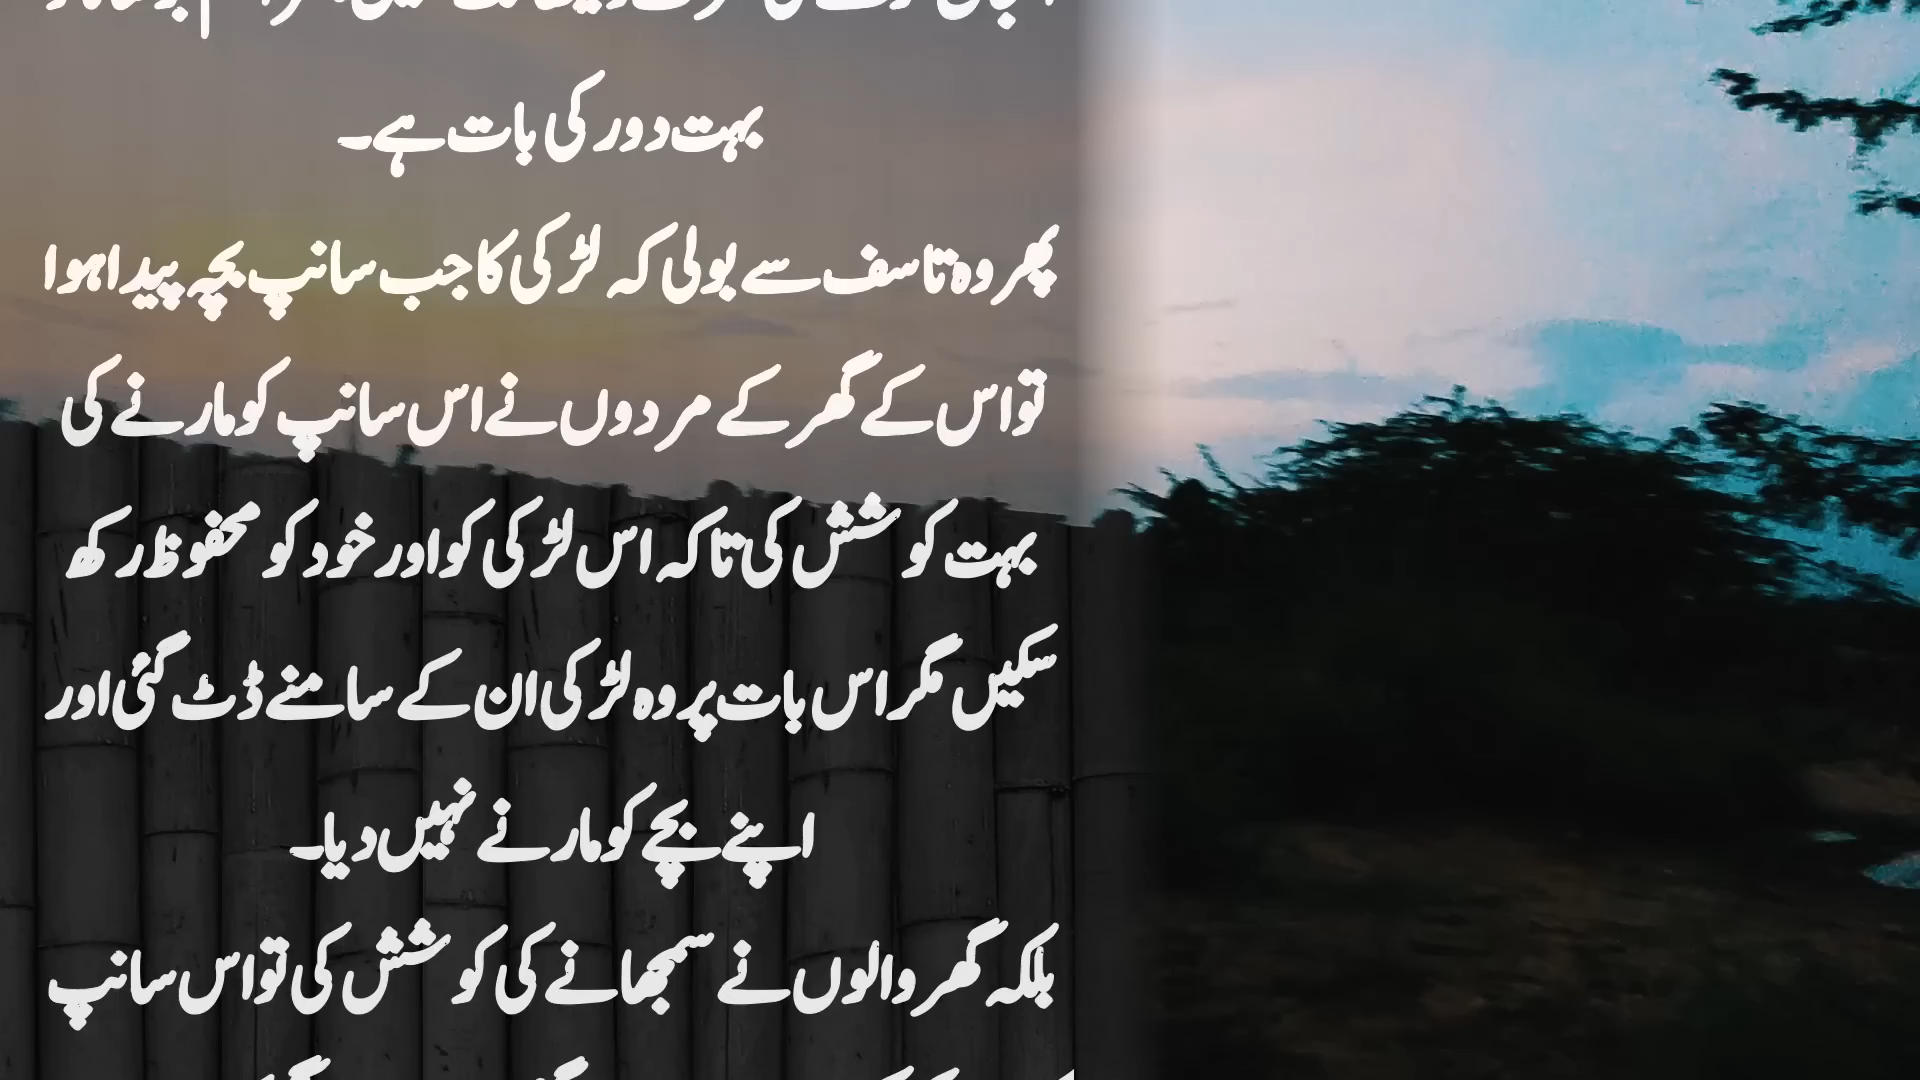 بہت دور کی بات ہے۔
پھر وہ تاسف سے بولی کہ لڑکی کا جب سانپ بچہ پیدا ہوا
تو اس کے گھر کے مردوں نے اس سانپ کو مارنے کی
بہت کوشش کی تاکہ اس لڑکی کو اور خود کو محفوظ رکھ
سکیں مگر اس بات پر وہ لڑکی ان کے سامنے ڈٹ گئی اور
اپنے بچے کو مارنے نہیں دیا۔
بلکہ گھر والوں نے سمجھانے کی کوشش کی تو اس سانپ